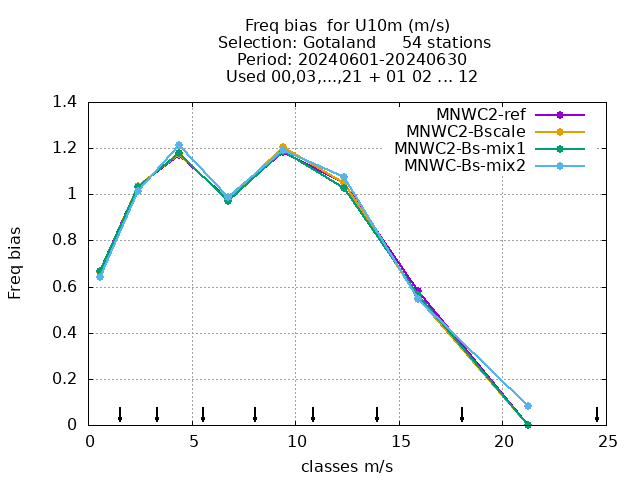 Freq bias  for U10m (m/s)
Selection: Gotaland     54 stations
Period: 20240601-20240630
Used 00,03,...,21 + 01 02 ... 12
MNWC2-ref
MNWC2-Bscale
MNWC2-Bs-mix1
MNWC-Bs-mix2
1.4
1.2
1
0.8
0.6
0.4
0.2
0
Freq bias
0 5 10 15 20 25
classes m/s